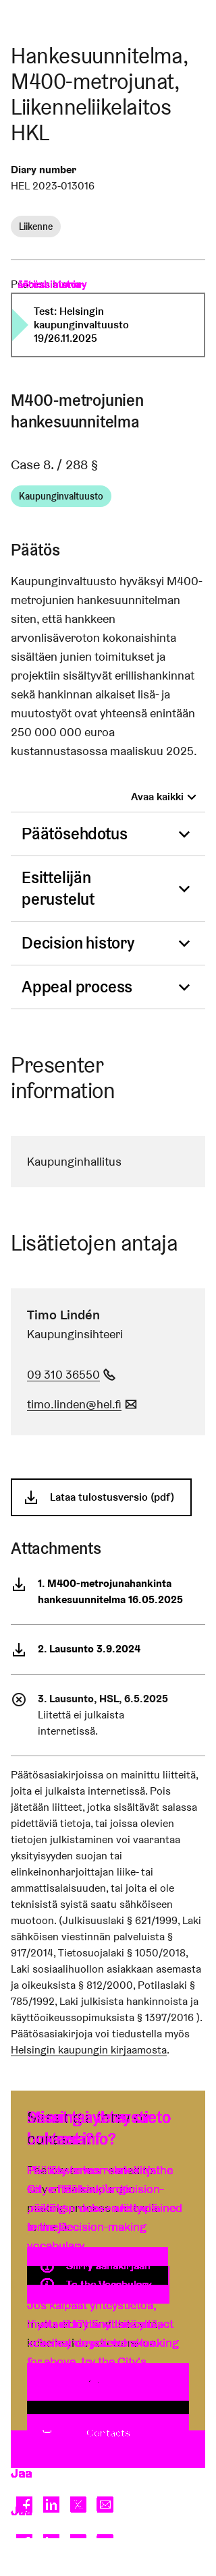 Hankesuunnitelma,
M400-metrojunat,
Liikenneliikelaitos
HKL
Diary number
HEL 2023-013016
Liikenne
Test: Helsingin
kaupunginvaltuusto
19/26.11.2025
M400-metrojunien
hankesuunnitelma
Case 8. / 288 §
Kaupunginvaltuusto
Päätös
Kaupunginvaltuusto hyväksyi M400-
metrojunien hankesuunnitelman
siten, että hankkeen
arvonlisäveroton kokonaishinta
sisältäen toimitukset ja
projektiin sisältyvät erillishankinnat
sekä hankinnan aikaiset lisä- ja
muutostyöt ovat yhteensä enintään
250 000 000 euroa
kustannustasossa maaliskuu 2025.
Avaa kaikki
Päätösehdotus
Esittelijän
perustelut
Decision history
Appeal process
Presenter
information
Kaupunginhallitus
Lisätietojen antaja
Timo Lindén
Kaupunginsihteeri
09 310 36550
timo.linden@hel.fi
Lataa tulostusversio (pdf)
Attachments
1. M400-metrojunahankinta
hankesuunnitelma 16.05.2025
2. Lausunto 3.9.2024
3. Lausunto, HSL, 6.5.2025
Liitettä ei julkaista
internetissä.
Päätösasiakirjoissa on mainittu liitteitä,
joita ei julkaista internetissä. Pois
jätetään liitteet, jotka sisältävät salassa
pidettäviä tietoja, tai joissa olevien
tietojen julkistaminen voi vaarantaa
yksityisyyden suojan tai
elinkeinonharjoittajan liike- tai
ammattisalaisuuden, tai joita ei ole
teknisistä syistä saatu sähköiseen
muotoon. (Julkisuuslaki § 621/1999, Laki
sähköisen viestinnän palveluista §
917/2014, Tietosuojalaki § 1050/2018,
Laki sosiaalihuollon asiakkaan asemasta
ja oikeuksista § 812/2000, Potilaslaki §
785/1992, Laki julkisista hankinnoista ja
käyttöoikeussopimuksista § 1397/2016 ).
Päätösasiakirjoja voi tiedustella myös
Helsingin kaupungin kirjaamosta.
Contacts
Jaa
Jaa